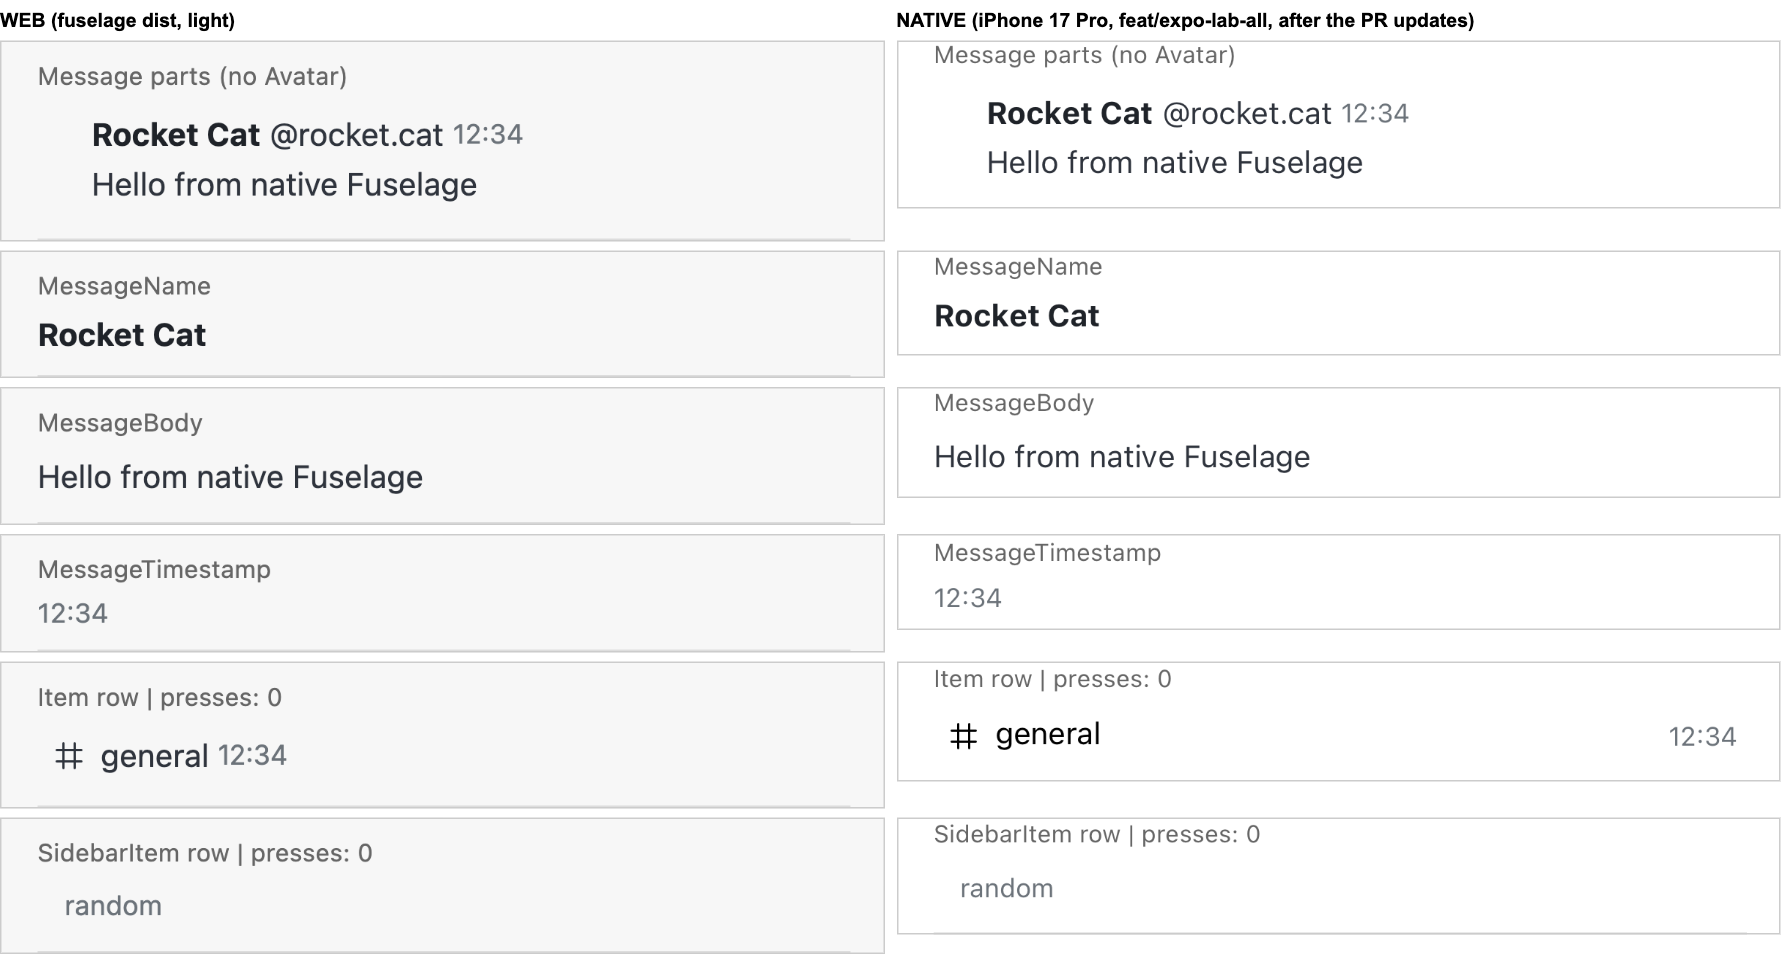 WEB (fuselage dist, light)
Message parts (no Avatar)
Rocket Cat @rocket.cat 12:34
Hello from native Fuselage
MessageName
Rocket Cat
MessageBody
Hello from native Fuselage
MessageTimestamp
12:34
Item row | presses: 0
general 12:34
SidebarItem row | presses: 0
random
NATIVE (iPhone 17 Pro, feat/expo-lab-all, after the PR updates)
Message parts (no Avatar)
Rocket Cat @rocket.cat 12:34
Hello from native Fuselage
MessageName
Rocket Cat
MessageBody
Hello from native Fuselage
MessageTimestamp
12:34
Item row | presses: 0
general 12:34
SidebarItem row | presses: 0
random